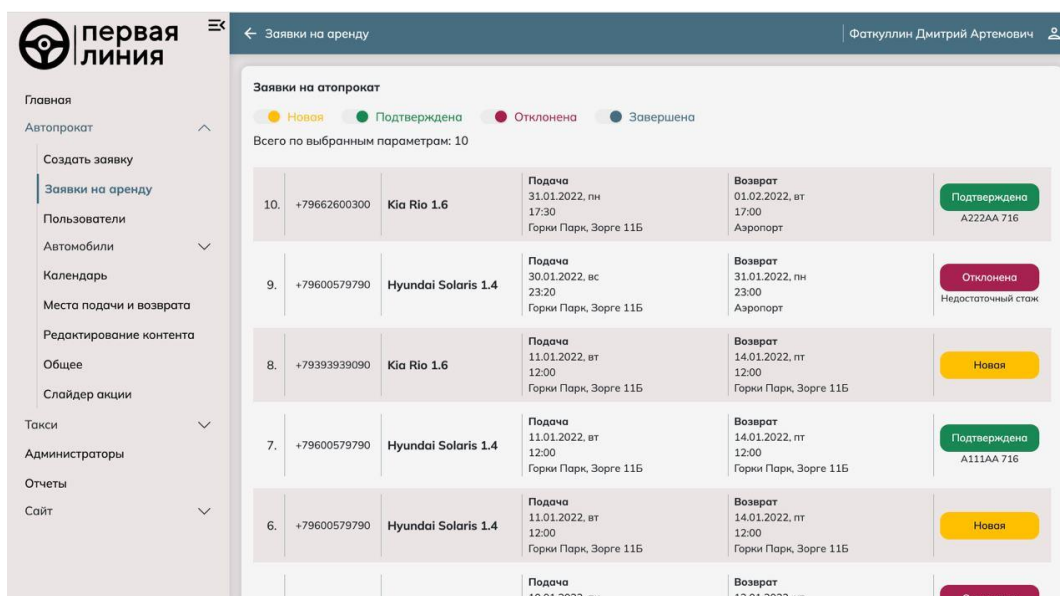 первая
линия
Заявки на аренду
Фаткуллин Дмитрий Артемович
Главная
Автопрокат
Создать заявку
Заявки на аренду
Пользователи
Автомобили
Календарь
Места подачи и возврата
Редактирование контента
Общее
Слайдер акции
Такси
Администраторы
Отчеты
Сайт
Заявки на атопрокат
Новая Подтверждена Отклонена Завершена
Всего по выбранным параметрам: 10
10. +79662600300 Kia Rio 1.6
Подача
31.01.2022, пн
17:30
Горки Парк, Зорге 11Б
Возврат
01.02.2022, вт
17:00
Аэропорт
Подтверждена
А222АА 716
9. +79600579790 Hyundai Solaris 1.4
Подача
30.01.2022, вс
23:20
Горки Парк, Зорге 11Б
Возврат
31.01.2022, пн
23:00
Аэропорт
Отклонена
Недостаточный стаж
8. +79393939090 Kia Rio 1.6
Подача
11.01.2022, вт
12:00
Горки Парк, Зорге 11Б
Возврат
14.01.2022, пт
12:00
Горки Парк, Зорге 11Б
Новая
7. +79600579790 Hyundai Solaris 1.4
Подача
11.01.2022, вт
12:00
Горки Парк, Зорге 11Б
Возврат
14.01.2022, пт
12:00
Горки Парк, Зорге 11Б
Подтверждена
А111АА 716
6. +79600579790 Hyundai Solaris 1.4
Подача
11.01.2022, вт
12:00
Горки Парк, Зорге 11Б
Возврат
14.01.2022, пт
12:00
Горки Парк, Зорге 11Б
Новая
Подача
Возврат